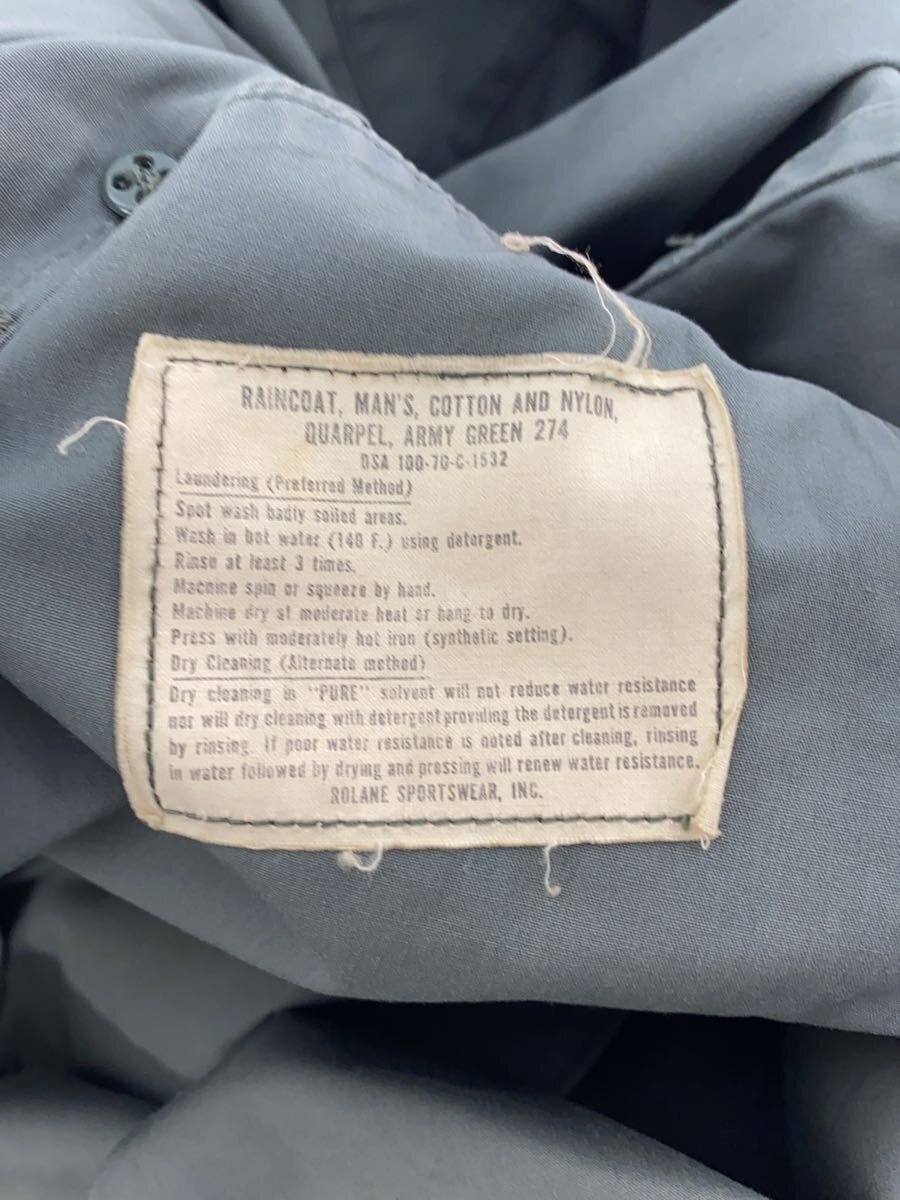 RAINCOAT, MAN'S, COTTON AND NYLON,
QUARPEL, ARMY GREEN 274
DSA 100-70-C-1532
Laundering (Preferred Method)
Spot wash badly soiled areas.
Wash in hot water (140 F.) using detergent.
Rinse at least 3 times.
Machine spin or squeeze by hand.
Machine dry at moderate heat or hang to dry.
Press with moderately hot iron (synthetic setting).
Dry Cleaning (Alternate method)
Dry cleaning in "PURE" solvent will not reduce water resistance
nor will dry cleaning with detergent providing the detergent is removed
by rinsing. If poor water resistance is noted after cleaning, rinsing
in water followed by drying and pressing will renew water resistance.
ROLANE SPORTSWEAR, INC.